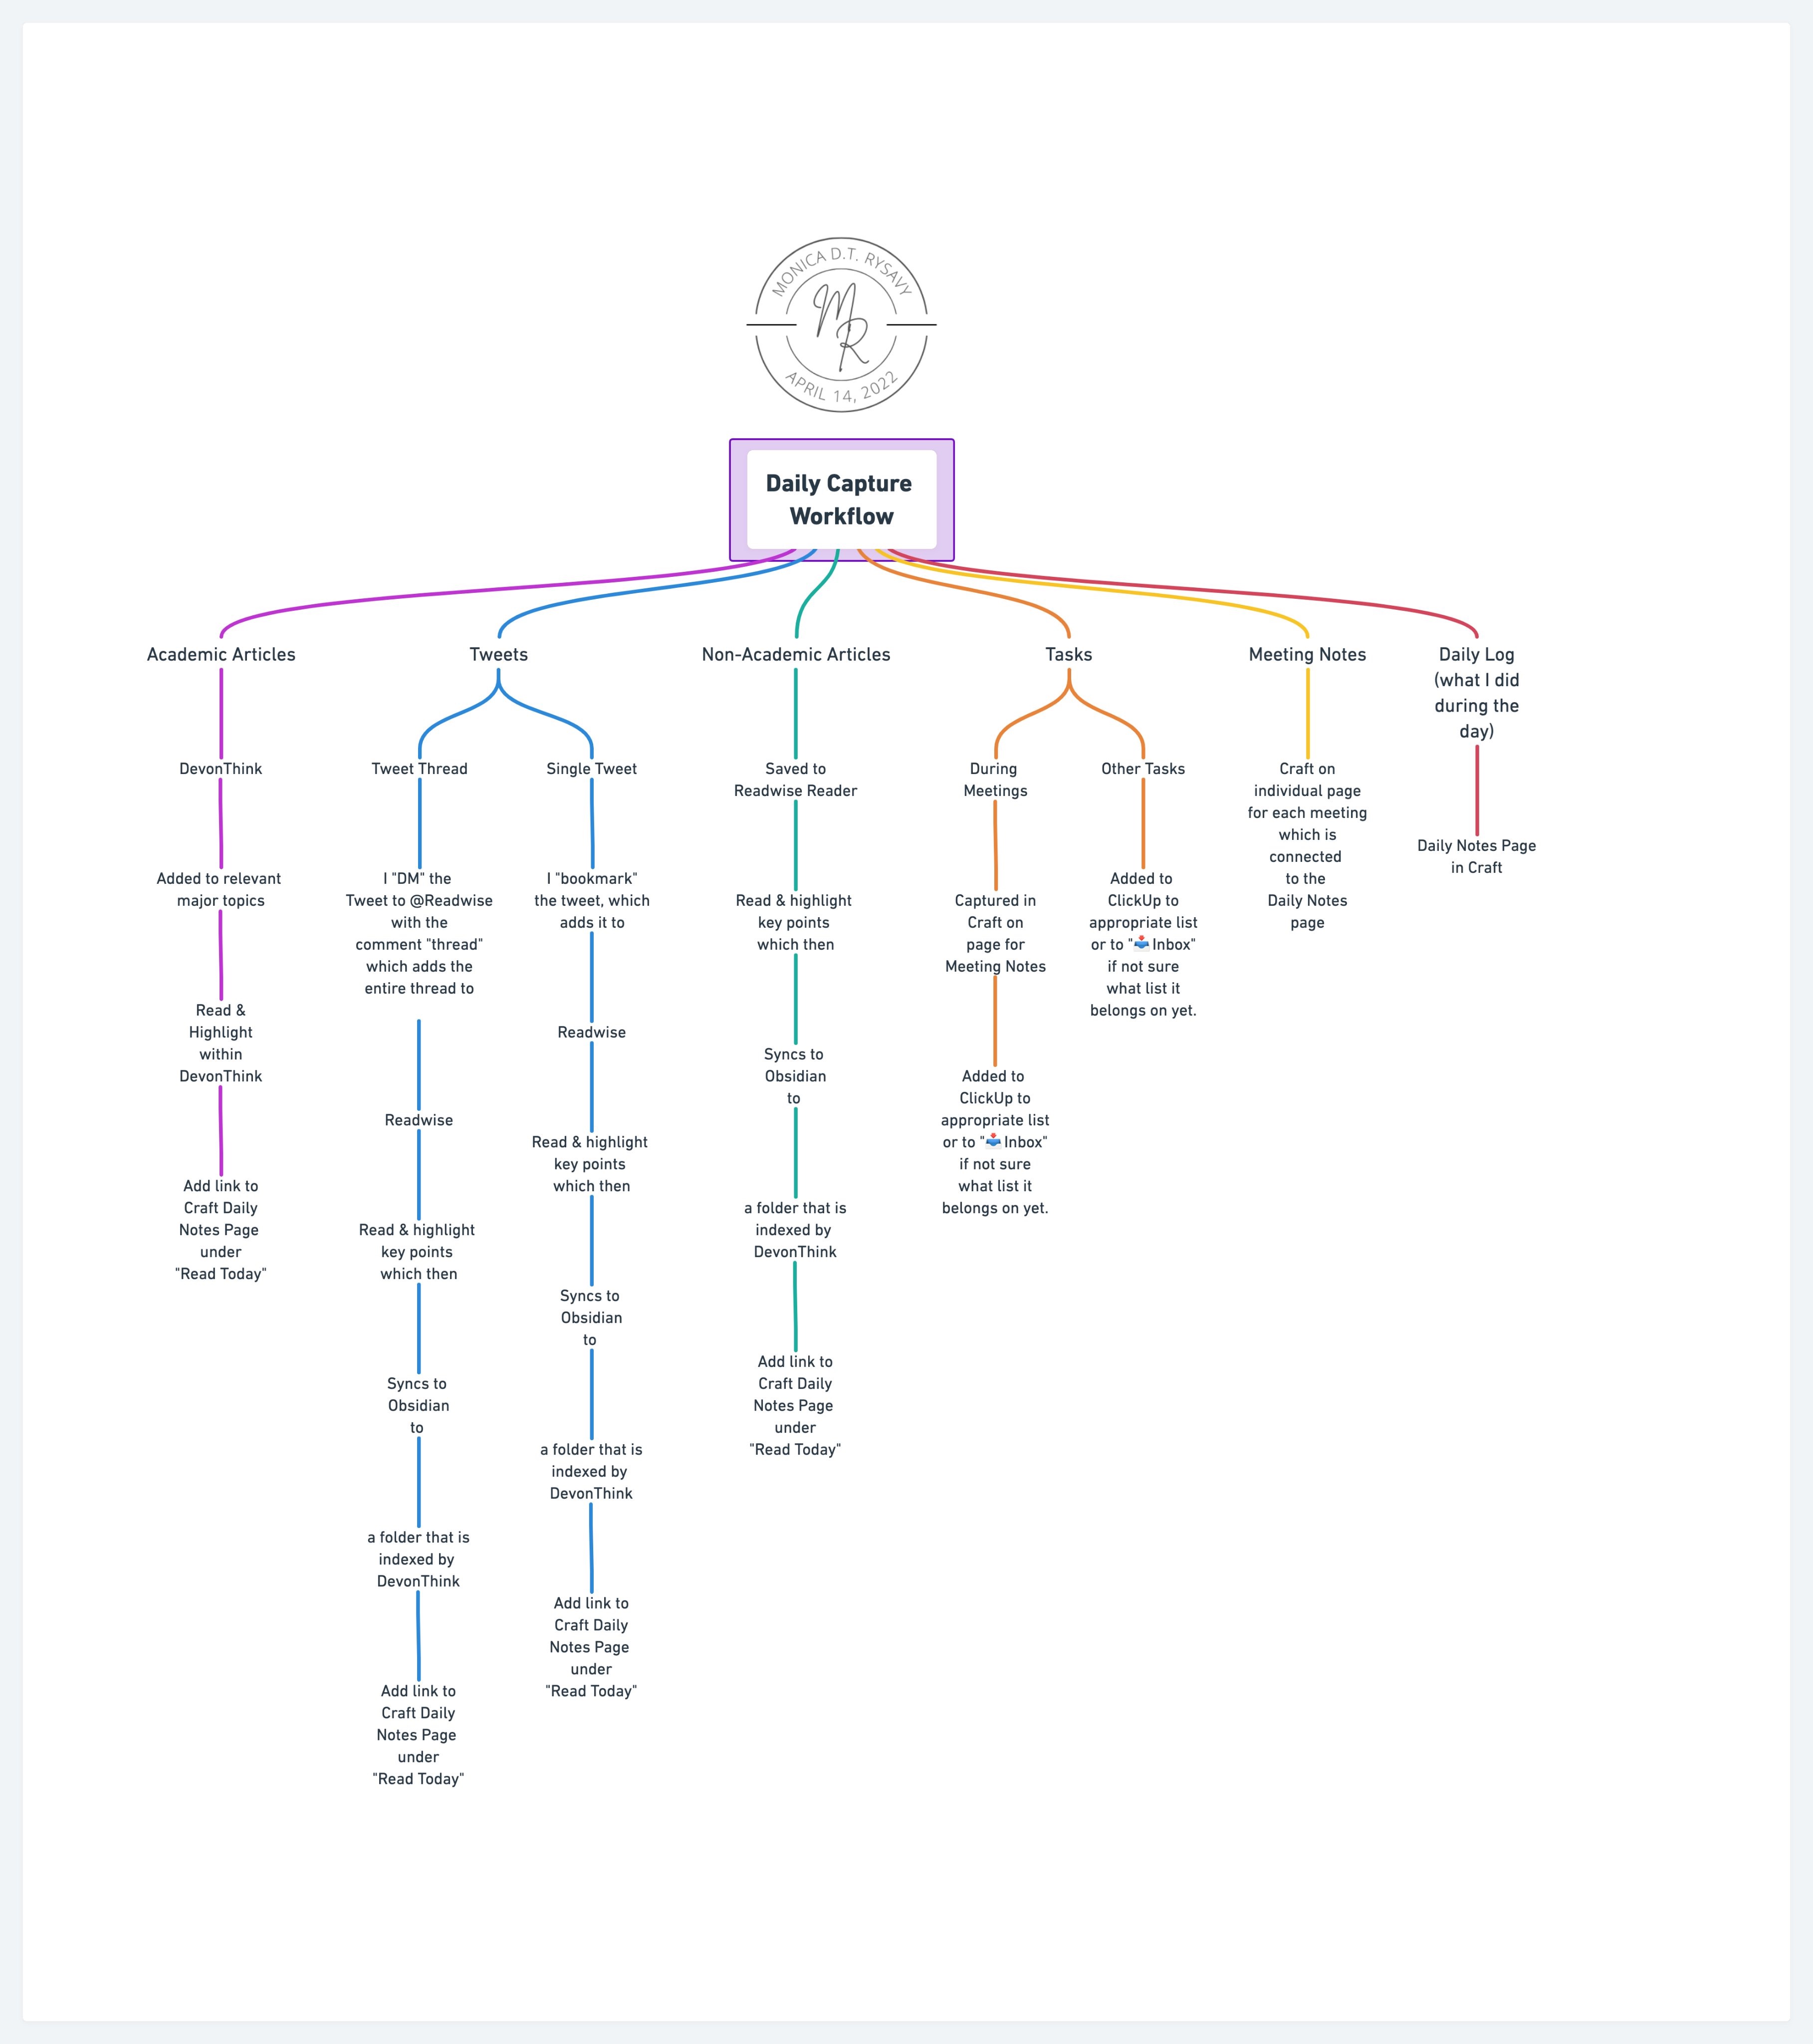 MONICA D.T. RYSAVY
MR
APRIL 14, 2022
Daily Capture
Workflow
Academic Articles
DevonThink
Added to relevant
major topics
Read &
Highlight
within
DevonThink
Add link to
Craft Daily
Notes Page
under
"Read Today"
Tweets
Tweet Thread
I "DM" the
Tweet to @Readwise
with the
comment "thread"
which adds the
entire thread to
Readwise
Read & highlight
key points
which then
Syncs to
Obsidian
to
a folder that is
indexed by
DevonThink
Add link to
Craft Daily
Notes Page
under
"Read Today"
Single Tweet
I "bookmark"
the tweet, which
adds it to
Readwise
Read & highlight
key points
which then
Syncs to
Obsidian
to
a folder that is
indexed by
DevonThink
Add link to
Craft Daily
Notes Page
under
"Read Today"
Non-Academic Articles
Saved to
Readwise Reader
Read & highlight
key points
which then
Syncs to
Obsidian
to
a folder that is
indexed by
DevonThink
Add link to
Craft Daily
Notes Page
under
"Read Today"
Tasks
During
Meetings
Captured in
Craft on
page for
Meeting Notes
Added to
ClickUp to
appropriate list
or to "📥 Inbox"
if not sure
what list it
belongs on yet.
Other Tasks
Added to
ClickUp to
appropriate list
or to "📥 Inbox"
if not sure
what list it
belongs on yet.
Meeting Notes
Craft on
individual page
for each meeting
which is
connected
to the
Daily Notes
page
Daily Log
(what I did
during the
day)
Daily Notes Page
in Craft